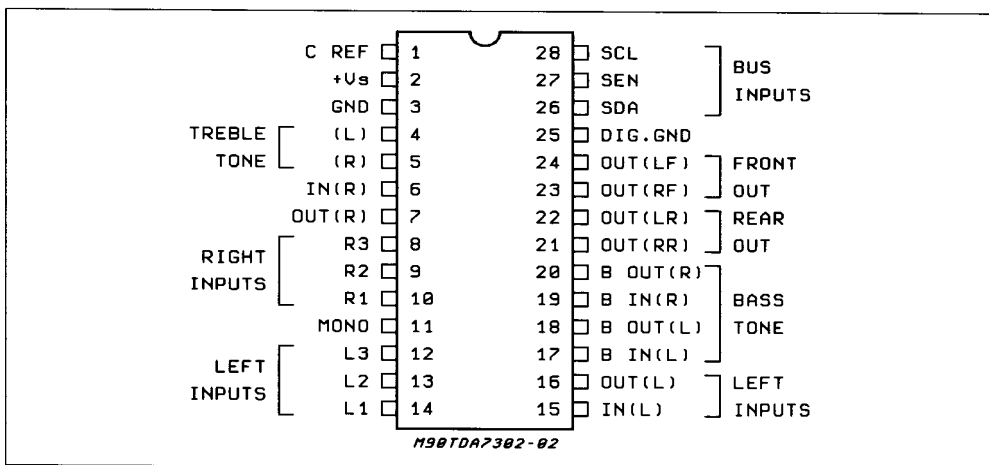 C REF 1 28 SCL
+Vs 2 27 SEN BUS
INPUTS
GND 3 26 SDA
TREBLE (L) 4 25 DIG.GND
TONE (R) 5 24 OUT(LF) FRONT
IN(R) 6 23 OUT(RF) OUT
OUT(R) 7 22 OUT(LR) REAR
R3 8 21 OUT(RR) OUT
RIGHT
INPUTS
R2 9 20 B OUT(R)
R1 10 19 B IN(R) BASS
MONO 11 18 B OUT(L) TONE
L3 12 17 B IN(L)
LEFT
INPUTS
L2 13 16 OUT(L) LEFT
L1 14 15 IN(L) INPUTS
M90TDA7302-02